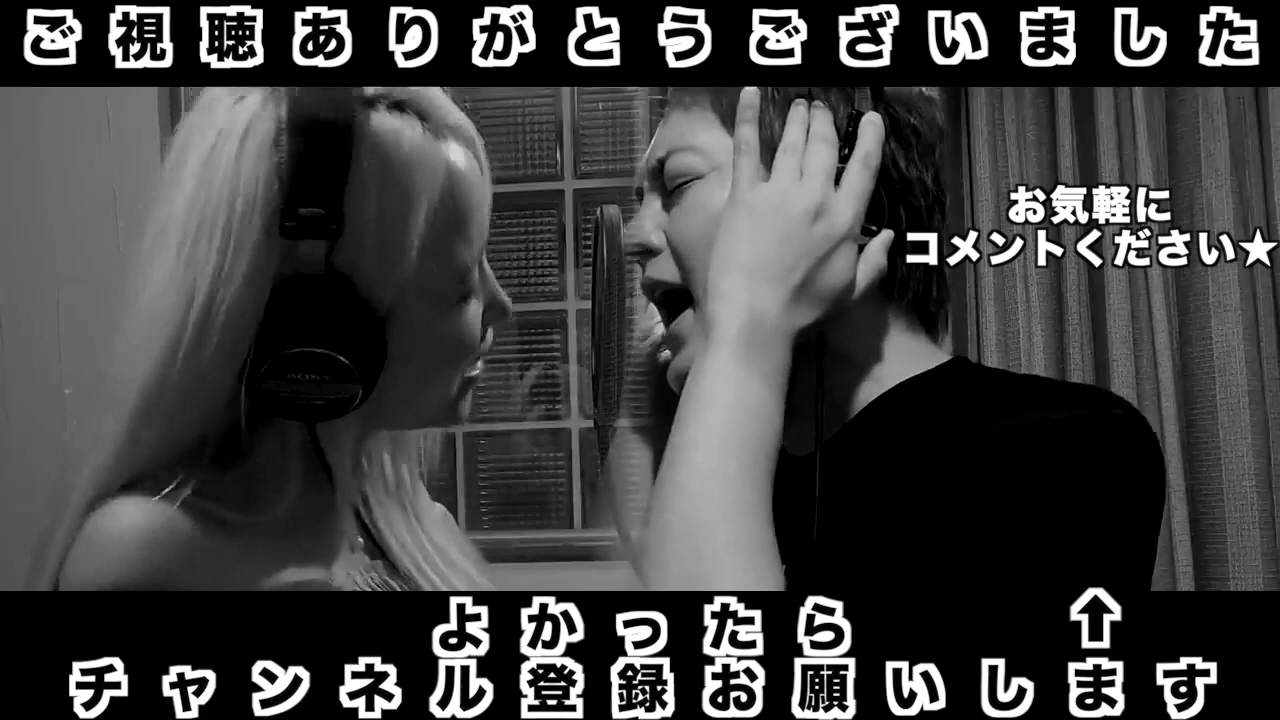 ご視聴ありがとうございました
お気軽に
コメントください★
SONY
よかったら
チャンネル登録お願いします